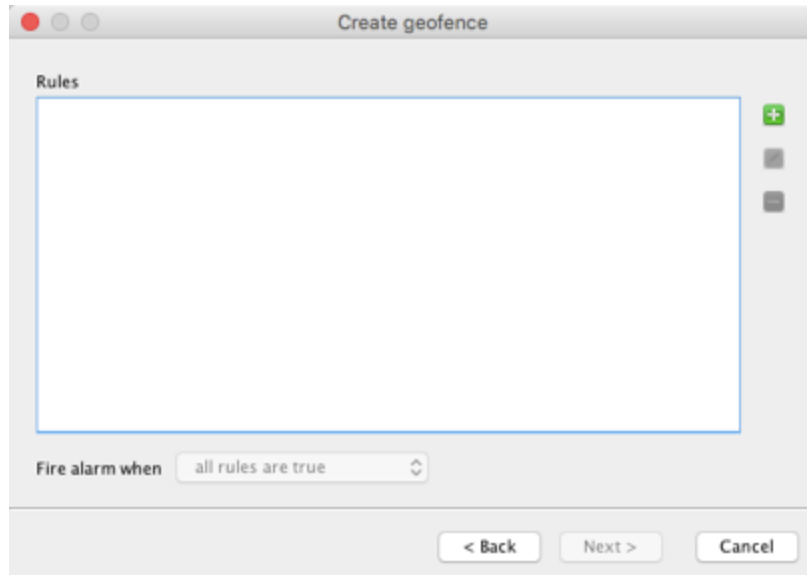 Create geofence
Rules
Fire alarm when all rules are true
< Back Next > Cancel